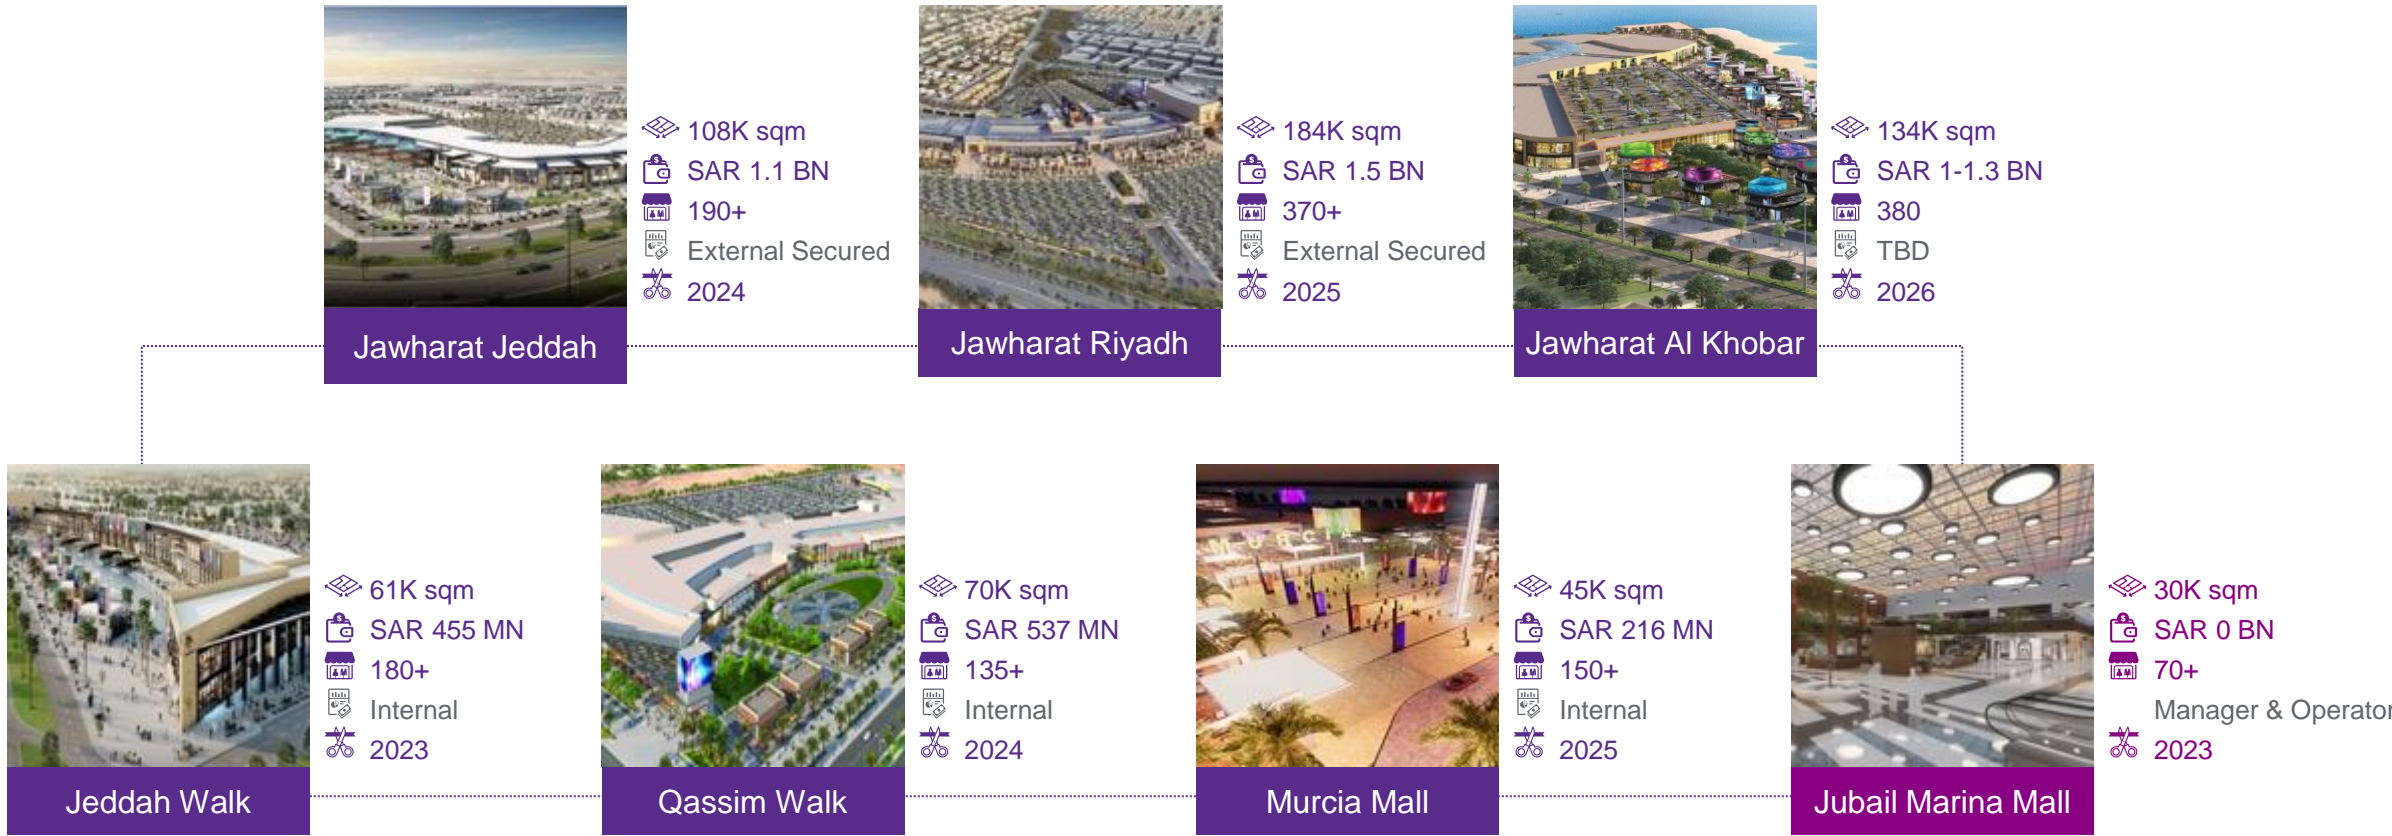 108K sqm
SAR 1.1 BN
190+
External Secured
2024
Jawharat Jeddah
184K sqm
SAR 1.5 BN
370+
External Secured
2025
Jawharat Riyadh
134K sqm
SAR 1-1.3 BN
380
TBD
2026
Jawharat Al Khobar
61K sqm
SAR 455 MN
180+
Internal
2023
Jeddah Walk
70K sqm
SAR 537 MN
135+
Internal
2024
Qassim Walk
MURCIA
45K sqm
SAR 216 MN
150+
Internal
2025
Murcia Mall
30K sqm
SAR 0 BN
70+
Manager & Operator
2023
Jubail Marina Mall